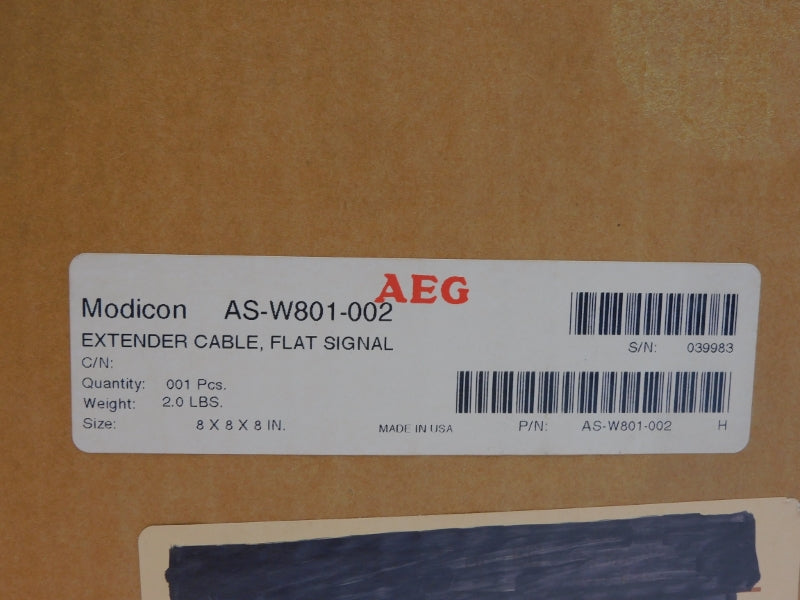 AEG
Modicon AS-W801-002
EXTENDER CABLE, FLAT SIGNAL
S/N: 039983
C/N:
Quantity: 001 Pcs.
Weight: 2.0 LBS.
Size: 8 X 8 X 8 IN.
MADE IN USA
P/N: AS-W801-002 H